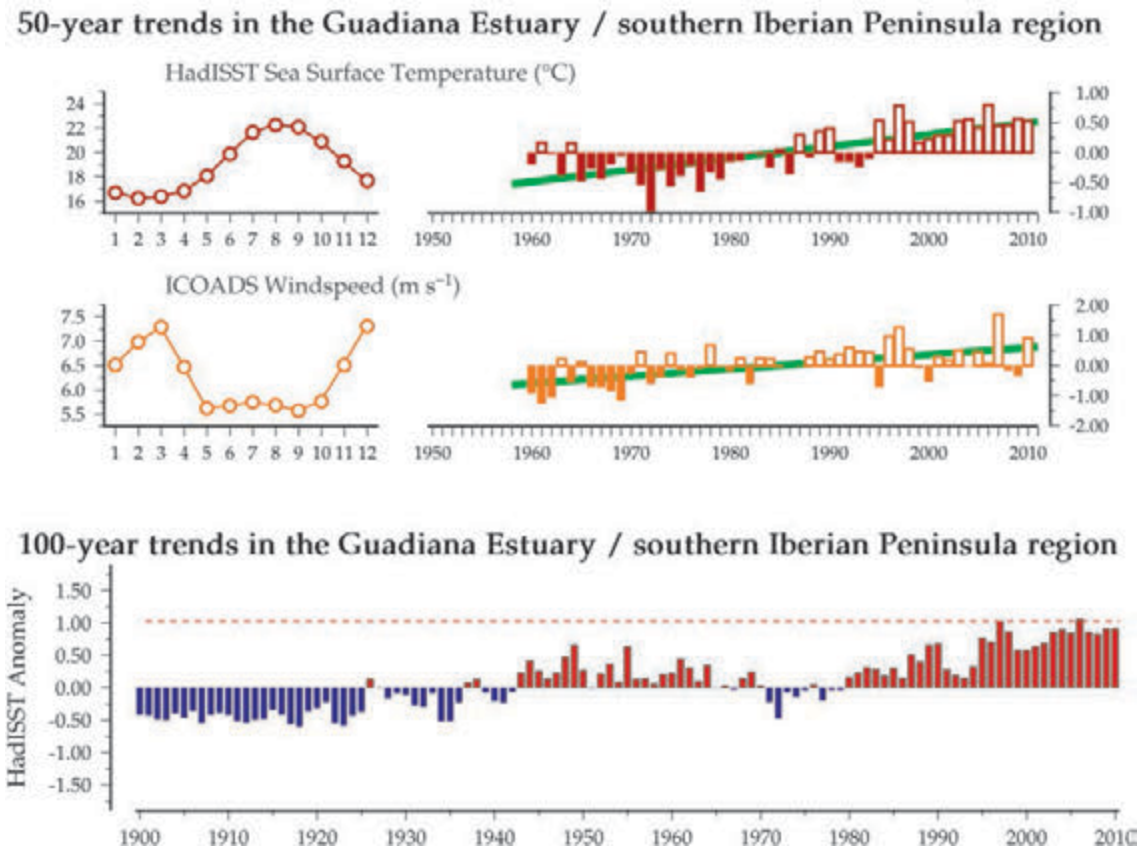 50-year trends in the Guadiana Estuary / southern Iberian Peninsula region
HadISST Sea Surface Temperature (°C)
24
22
20
18
16
1 2 3 4 5 6 7 8 9 10 11 12
1.00
0.50
0.00
-0.50
-1.00
1950 1960 1970 1980 1990 2000 2010
ICOADS Windspeed (m s⁻¹)
7.5
7.0
6.5
6.0
5.5
1 2 3 4 5 6 7 8 9 10 11 12
2.00
1.00
0.00
-1.00
-2.00
1950 1960 1970 1980 1990 2000 2010
100-year trends in the Guadiana Estuary / southern Iberian Peninsula region
HadISST Anomaly
1.50
1.00
0.50
0.00
-0.50
-1.00
-1.50
1900 1910 1920 1930 1940 1950 1960 1970 1980 1990 2000 2010